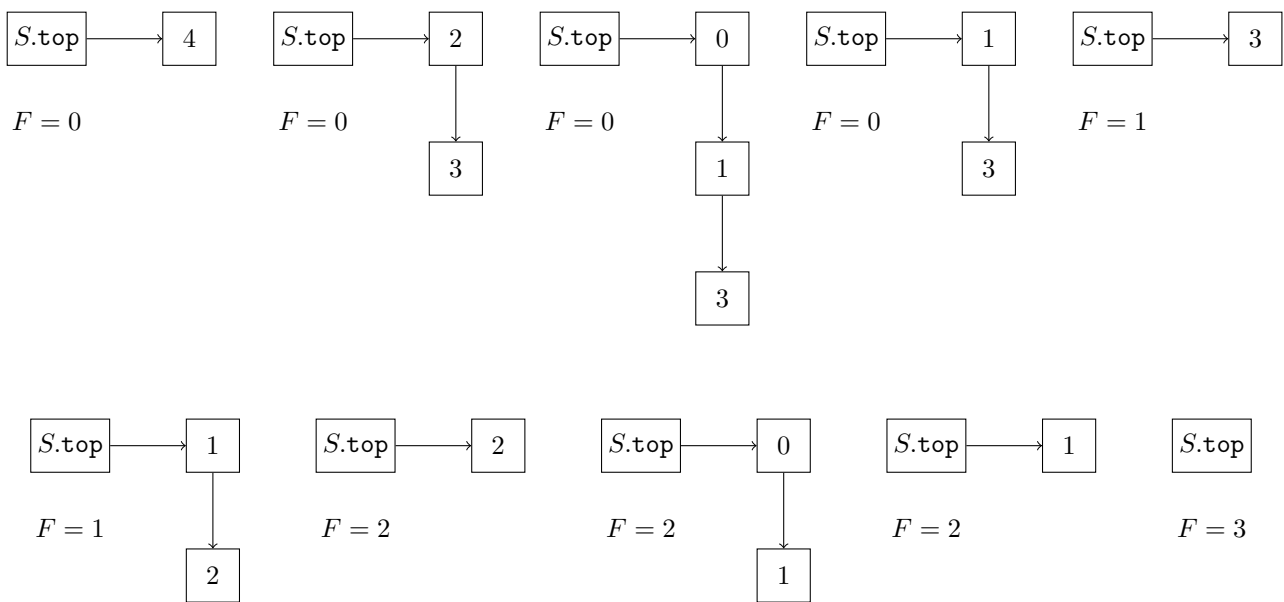 S.top 4 S.top 2 S.top 0 S.top 1 S.top 3
F = 0 F = 0 F = 0 F = 0 F = 1
3 1 3
3
S.top 1 S.top 2 S.top 0 S.top 1 S.top
F = 1 F = 2 F = 2 F = 2 F = 3
2 1